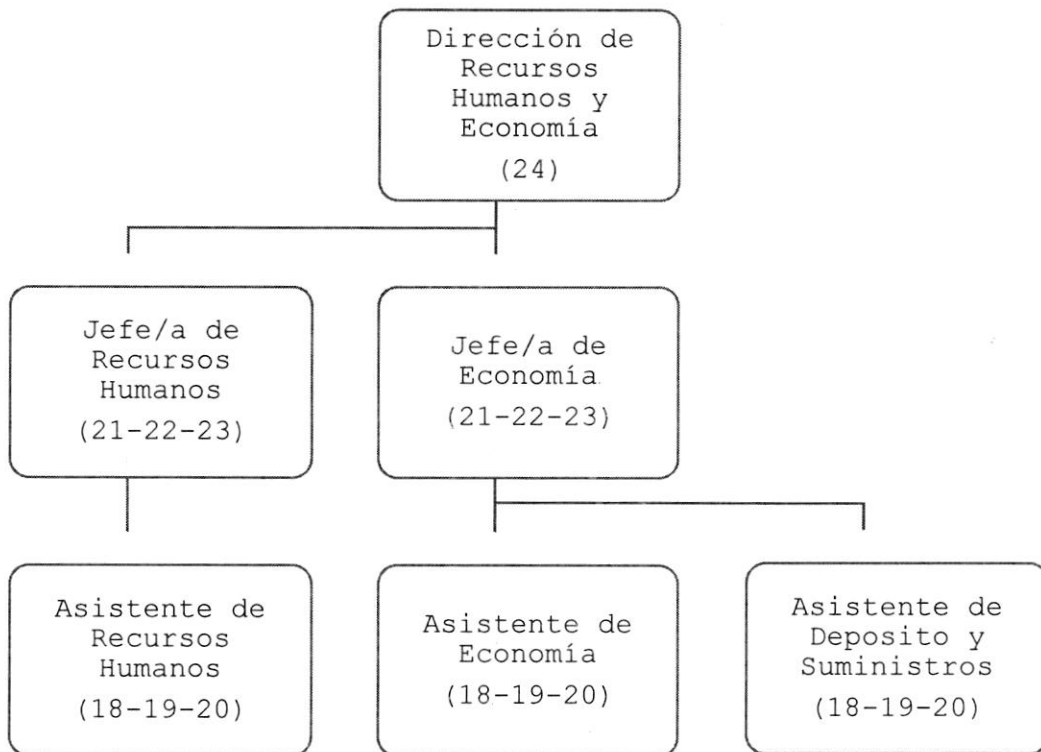 Dirección de
Recursos
Humanos y
Economía
(24)
Jefe/a de
Recursos
Humanos
(21-22-23)
Jefe/a de
Economía
(21-22-23)
Asistente de
Recursos
Humanos
(18-19-20)
Asistente de
Economía
(18-19-20)
Asistente de
Deposito y
Suministros
(18-19-20)